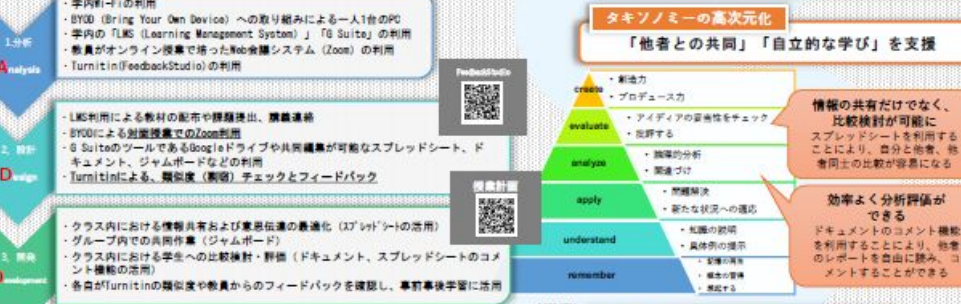 ・学内Wi-Fiの利用
・BYOD（Bring Your Own Device）への取り組みによる一人1台のPC
・学内の「LMS（Learning Management System）」「G Suite」の利用
・教員がオンライン授業で培ったWeb会議システム（Zoom）の利用
・Turnitin(FeedbackStudio)の利用
1.分析
Analysis
・LMS利用による教材の配布や課題提出、講義連絡
・BYODによる対面授業でのZoom利用
・G SuiteのツールであるGoogleドライブや共同編集が可能なスプレッドシート、ド
キュメント、ジャムボードなどの利用
・Turnitinによる、類似度（剽窃）チェックとフィードバック
2. 設計
Design
・クラス内における情報共有および意思伝達の最適化（スプレッドシートの活用）
・グループ内での共同作業（ジャムボード）
・クラス内における学生への比較検討・評価（ドキュメント、スプレッドシートのコメ
ント機能の活用）
・各自がTurnitinの類似度や教員からのフィードバックを確認し、事前事後学習に活用
3. 開発
Development
FeedbackStudio
授業計画
タキソノミーの高次元化
「他者との共同」「自立的な学び」を支援
create
・創造力
・プロデュース力
evaluate
・アイディアの妥当性をチェック
・批評する
analyze
・論理的分析
・関連づけ
apply
・問題解決
・新たな状況への適応
understand
・知識の説明
・具体例の提示
remember
・記憶の再現
・概念の習得
・想起する
情報の共有だけでなく、
比較検討が可能に
スプレッドシートを利用する
ことにより、自分と他者、他
者同士の比較が容易になる
効率よく分析評価が
できる
ドキュメントのコメント機能
を利用することにより、他者
のレポートを自由に読み、コ
メントすることができる